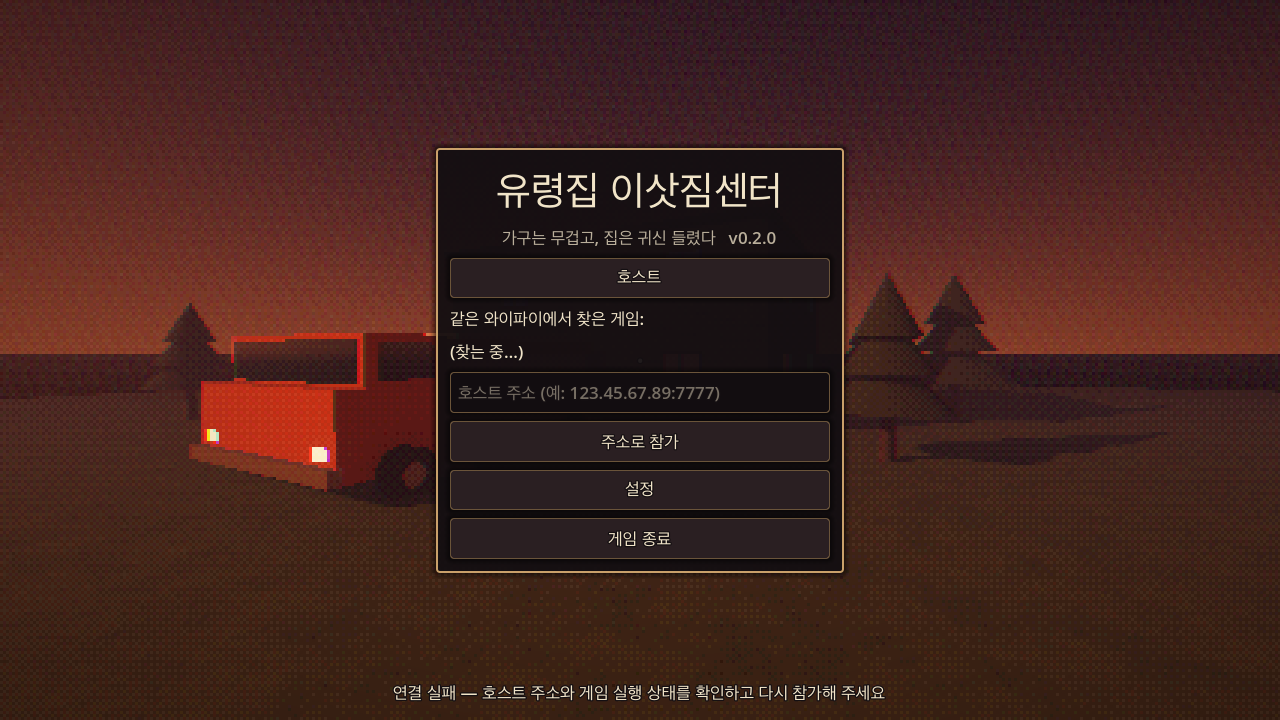 유령집 이삿짐센터
가구는 무겁고, 집은 귀신 들렸다 v0.2.0
호스트
같은 와이파이에서 찾은 게임:
(찾는 중...)
호스트 주소 (예: 123.45.67.89:7777)
주소로 참가
설정
게임 종료
연결 실패 — 호스트 주소와 게임 실행 상태를 확인하고 다시 참가해 주세요